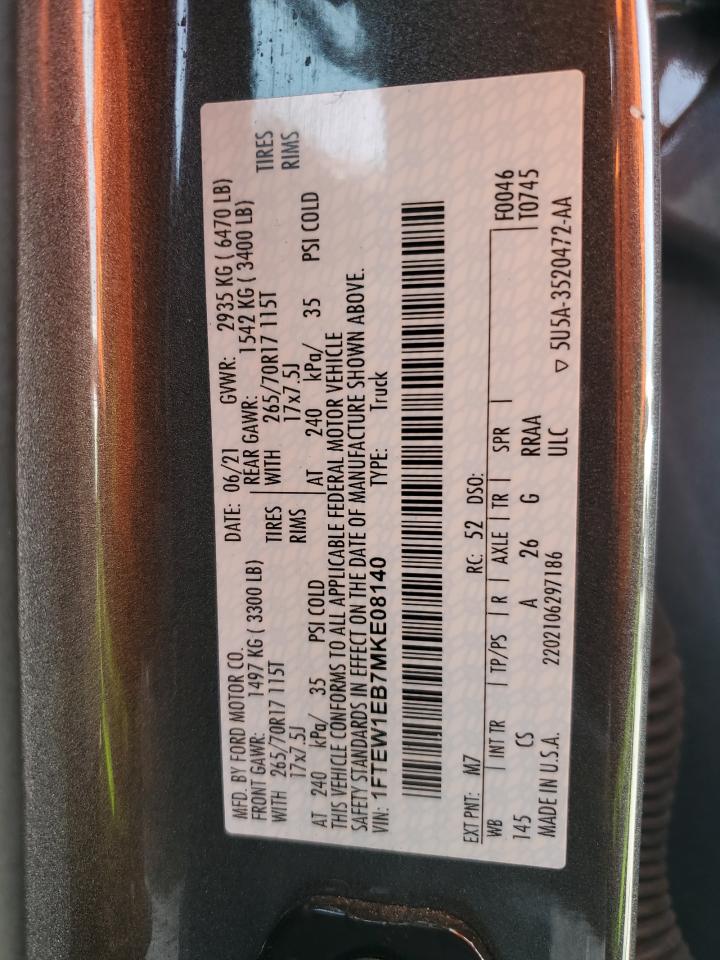 MFD. BY FORD MOTOR CO. DATE: 06/21 GVWR: 2935 KG ( 6470 LB)
FRONT GAWR: 1497 KG ( 3300 LB) REAR GAWR: 1542 KG ( 3400 LB)
WITH 265/70R17 115T TIRES WITH 265/70R17 115T TIRES
17x7.5J RIMS 17x7.5J RIMS
AT 240 kPa/ 35 PSI COLD AT 240 kPa/ 35 PSI COLD
THIS VEHICLE CONFORMS TO ALL APPLICABLE FEDERAL MOTOR VEHICLE
SAFETY STANDARDS IN EFFECT ON THE DATE OF MANUFACTURE SHOWN ABOVE.
VIN: 1FTEW1EB7MKE08140 TYPE: Truck
EXT PNT: M7 RC: 52 DSO:
WB | INT TR | TP/PS | R | AXLE | TR | SPR | F0046
145 CS A 26 G RRAA T0745
MADE IN U.S.A. 2202106297186 ULC ▽ 5U5A-3520472-AA